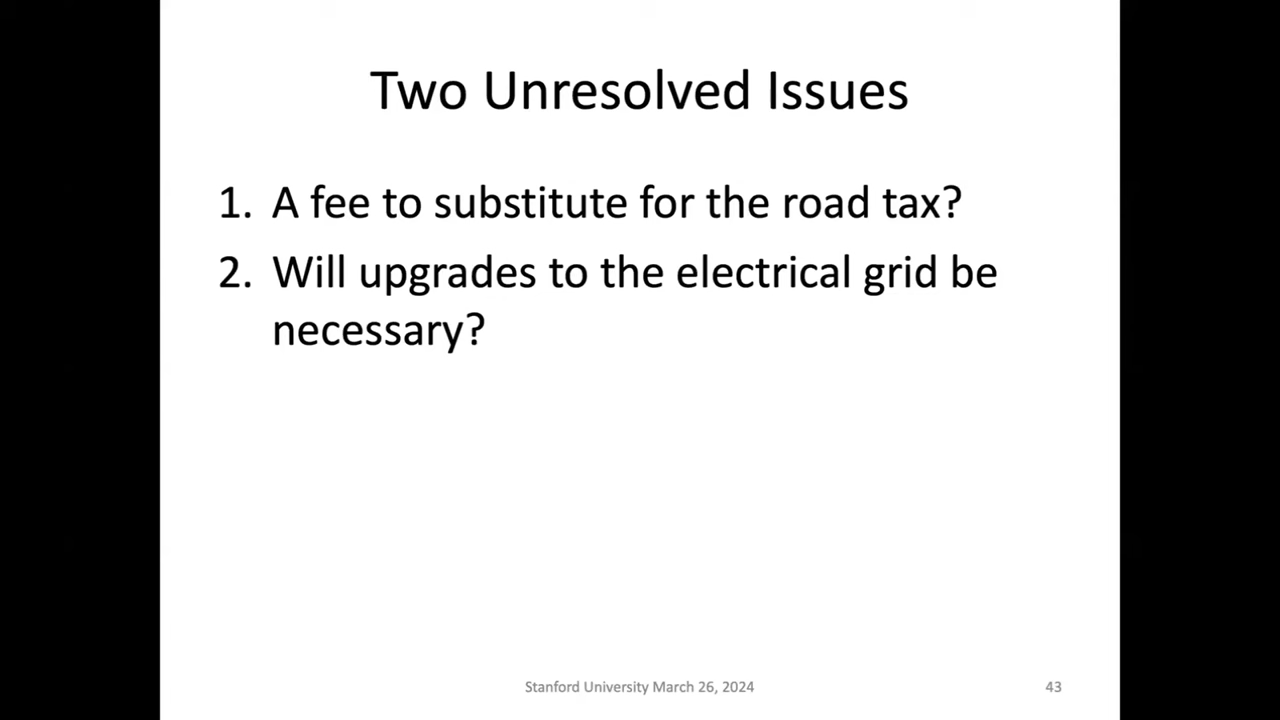 Two Unresolved Issues
1. A fee to substitute for the road tax?
2. Will upgrades to the electrical grid be
necessary?
Stanford University March 26, 2024
43